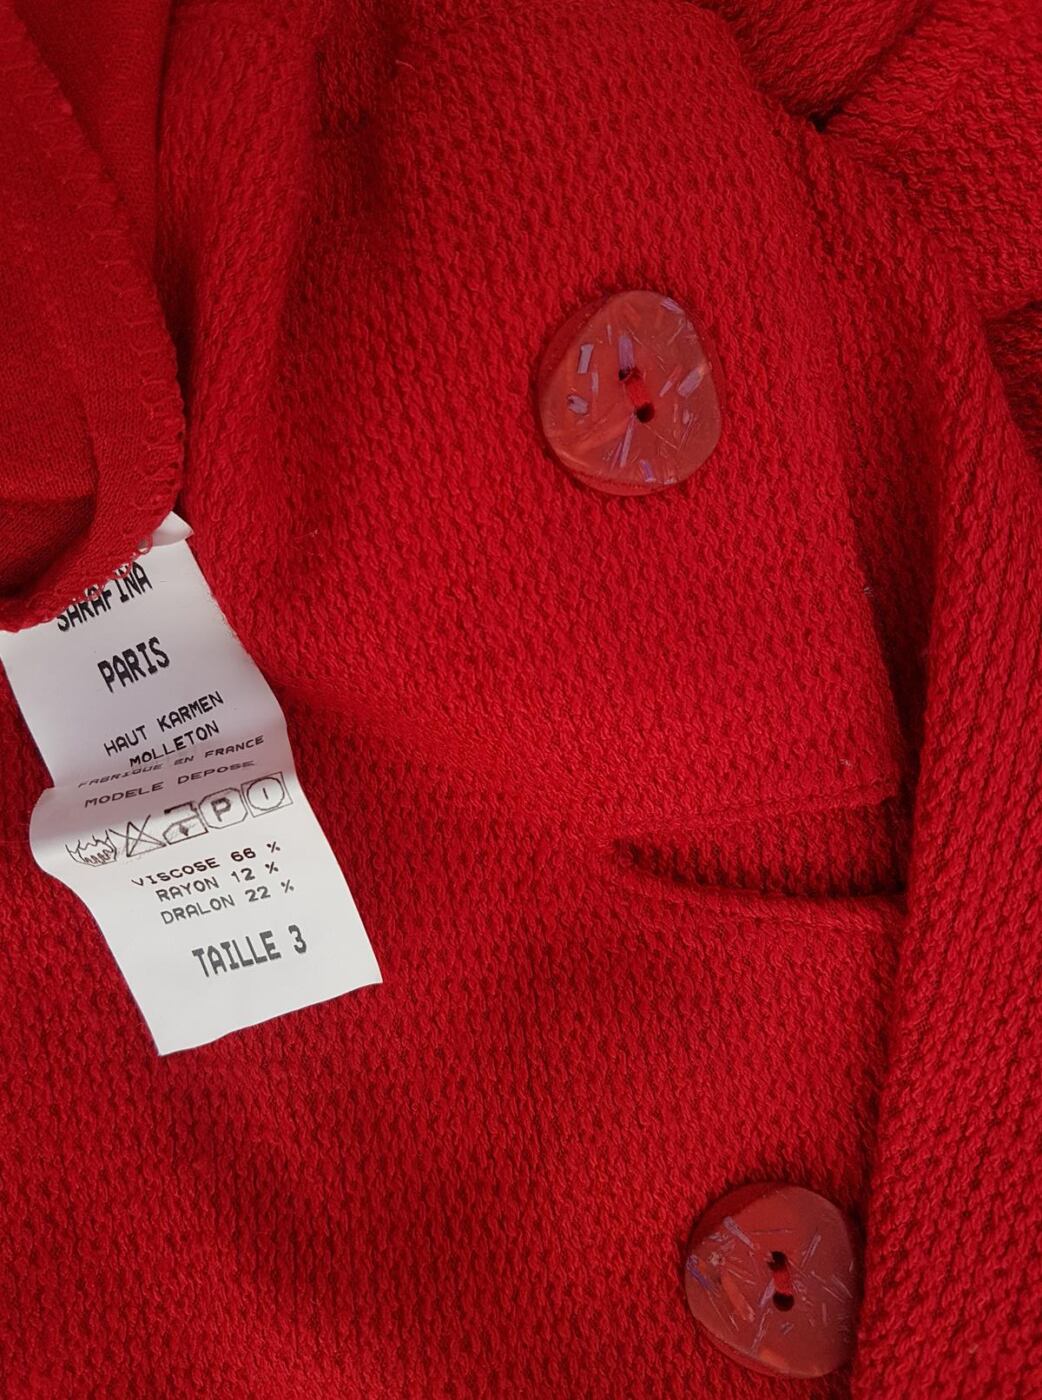 SARAFINA
PARIS
HAUT KARMEN
MOLLETON
FABRIQUE EN FRANCE
MODELE DEPOSE
P
VISCOSE 66 %
RAYON 12 %
DRALON 22 %
TAILLE 3